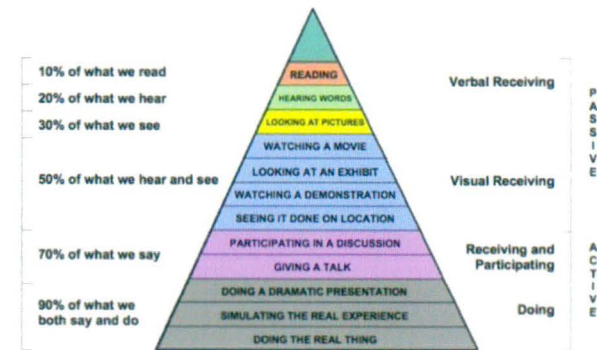 10% of what we read
20% of what we hear
30% of what we see
50% of what we hear and see
70% of what we say
90% of what we
both say and do
READING
HEARING WORDS
LOOKING AT PICTURES
WATCHING A MOVIE
LOOKING AT AN EXHIBIT
WATCHING A DEMONSTRATION
SEEING IT DONE ON LOCATION
PARTICIPATING IN A DISCUSSION
GIVING A TALK
DOING A DRAMATIC PRESENTATION
SIMULATING THE REAL EXPERIENCE
DOING THE REAL THING
Verbal Receiving
Visual Receiving
Receiving and
Participating
Doing
PASSIVE
ACTIVE